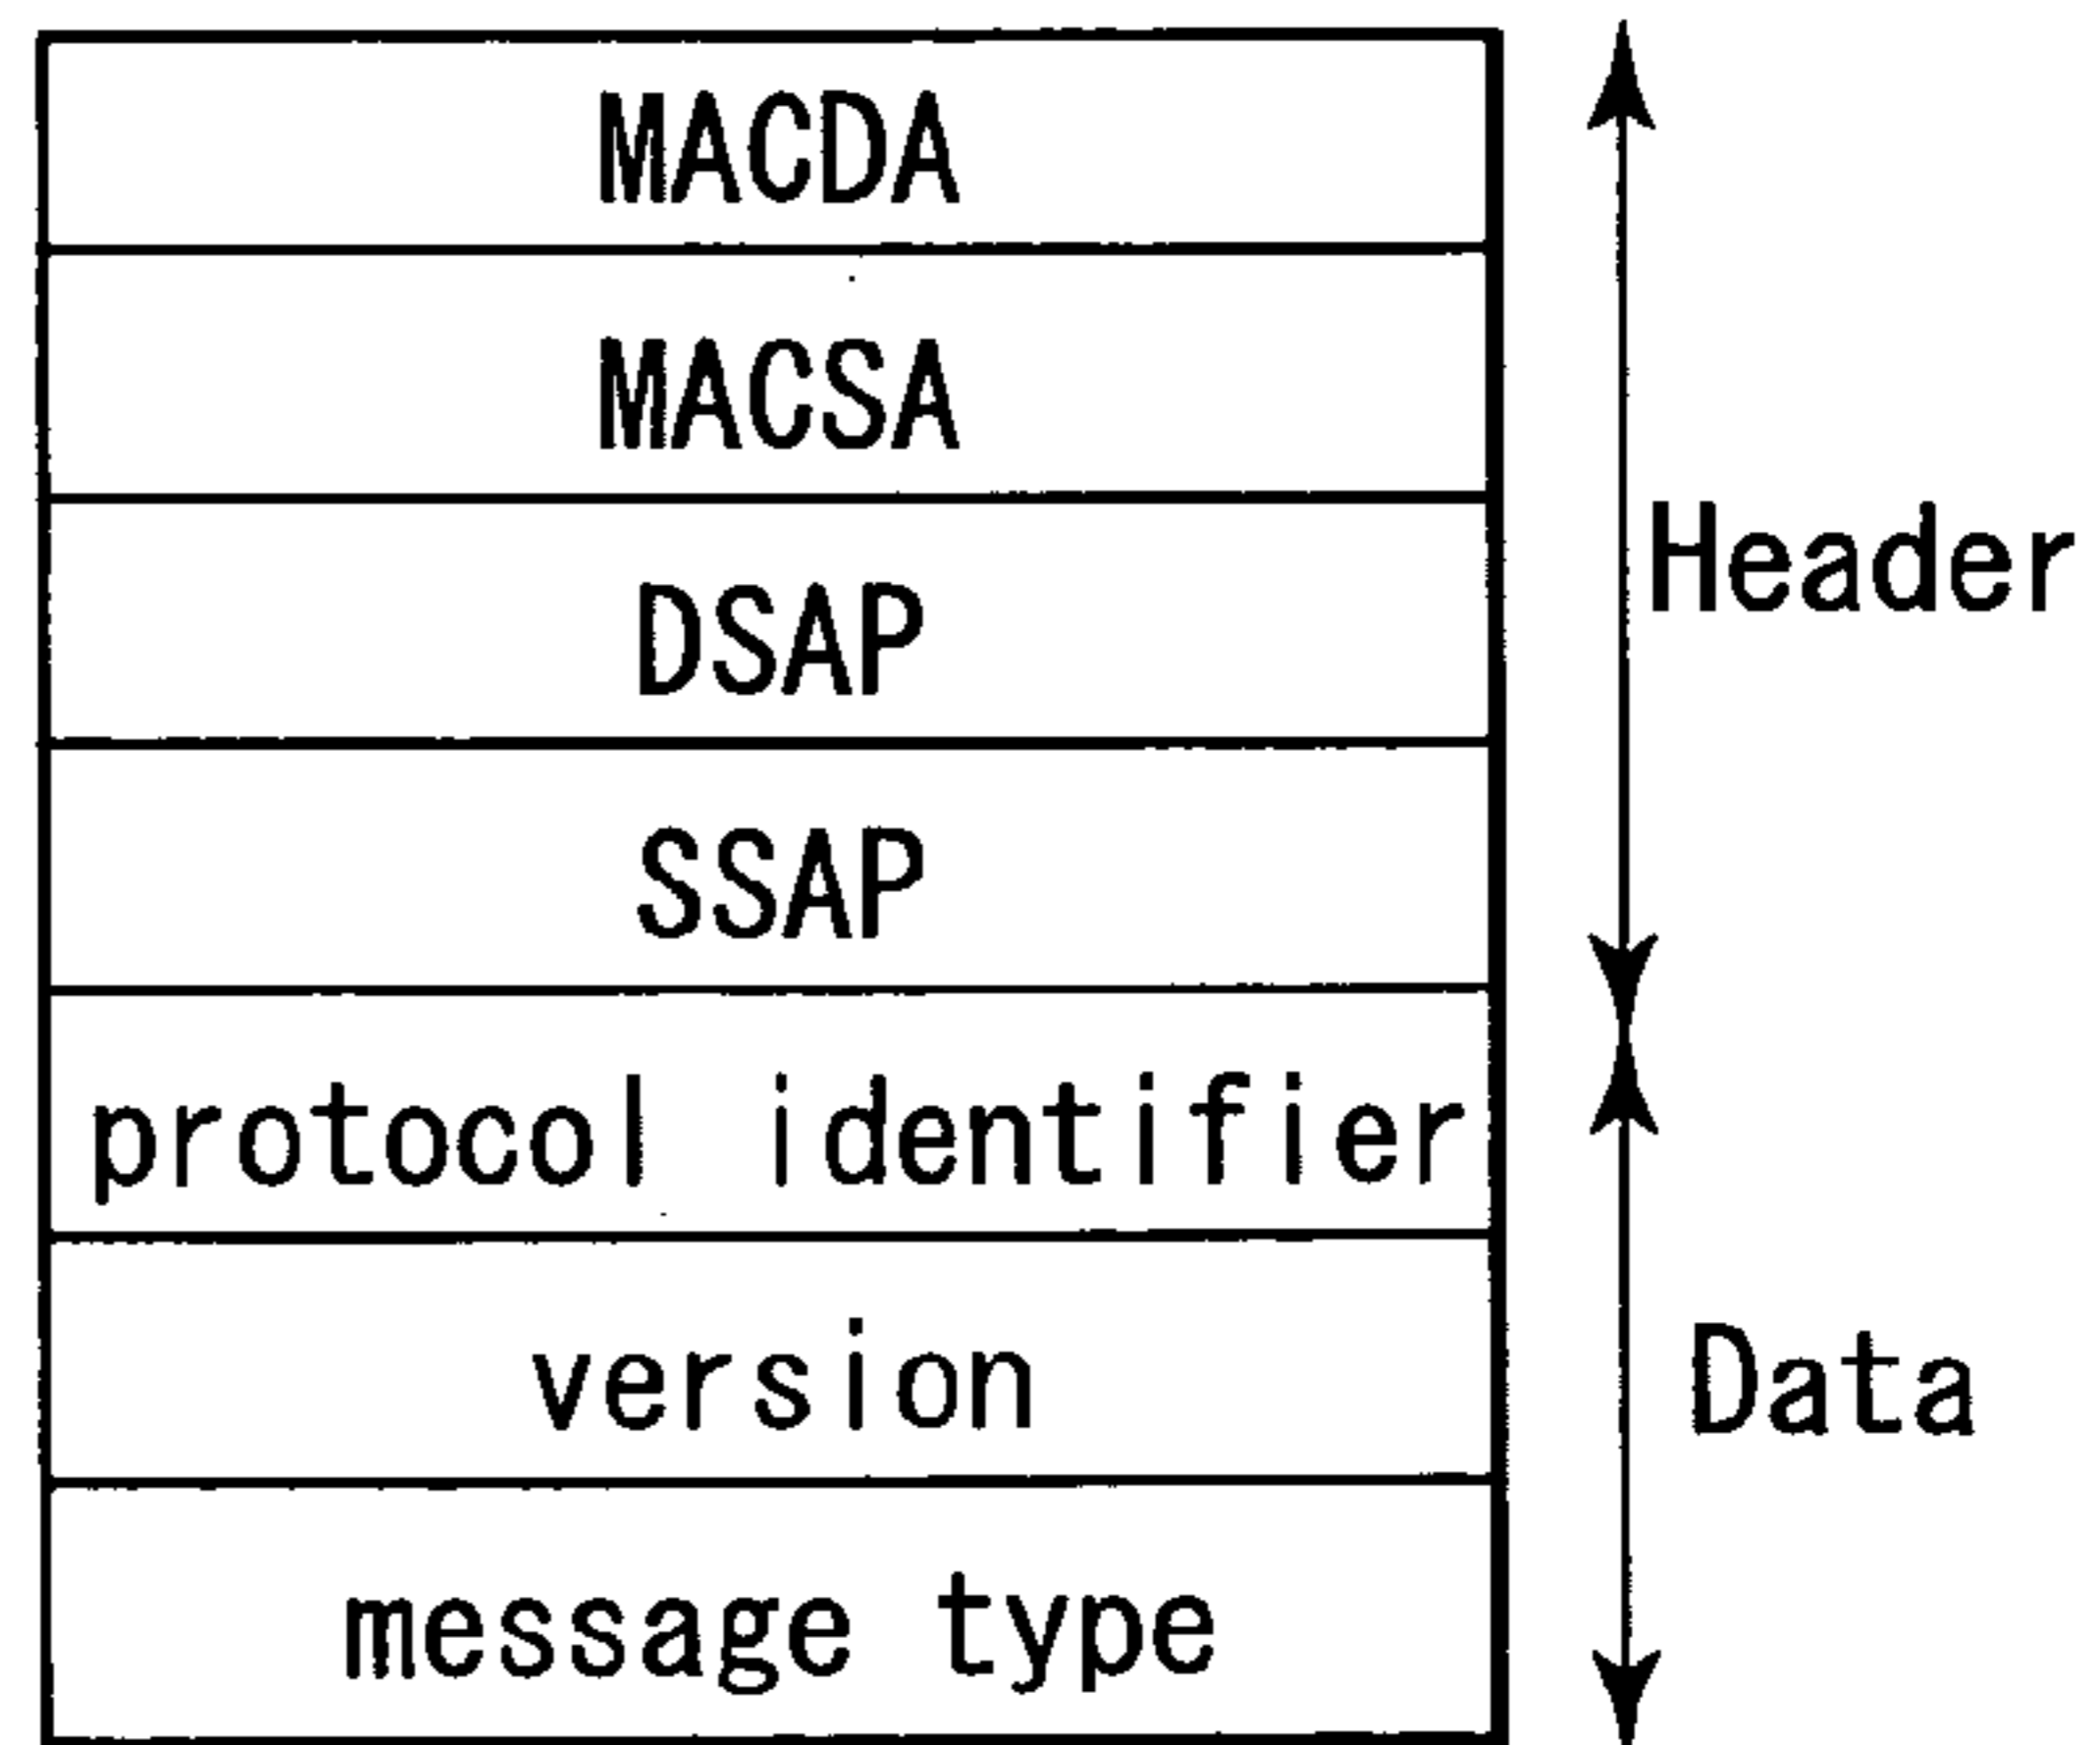 MACDA
MACSA
DSAP
SSAP
protocol identifier
version
message type
Header
Data